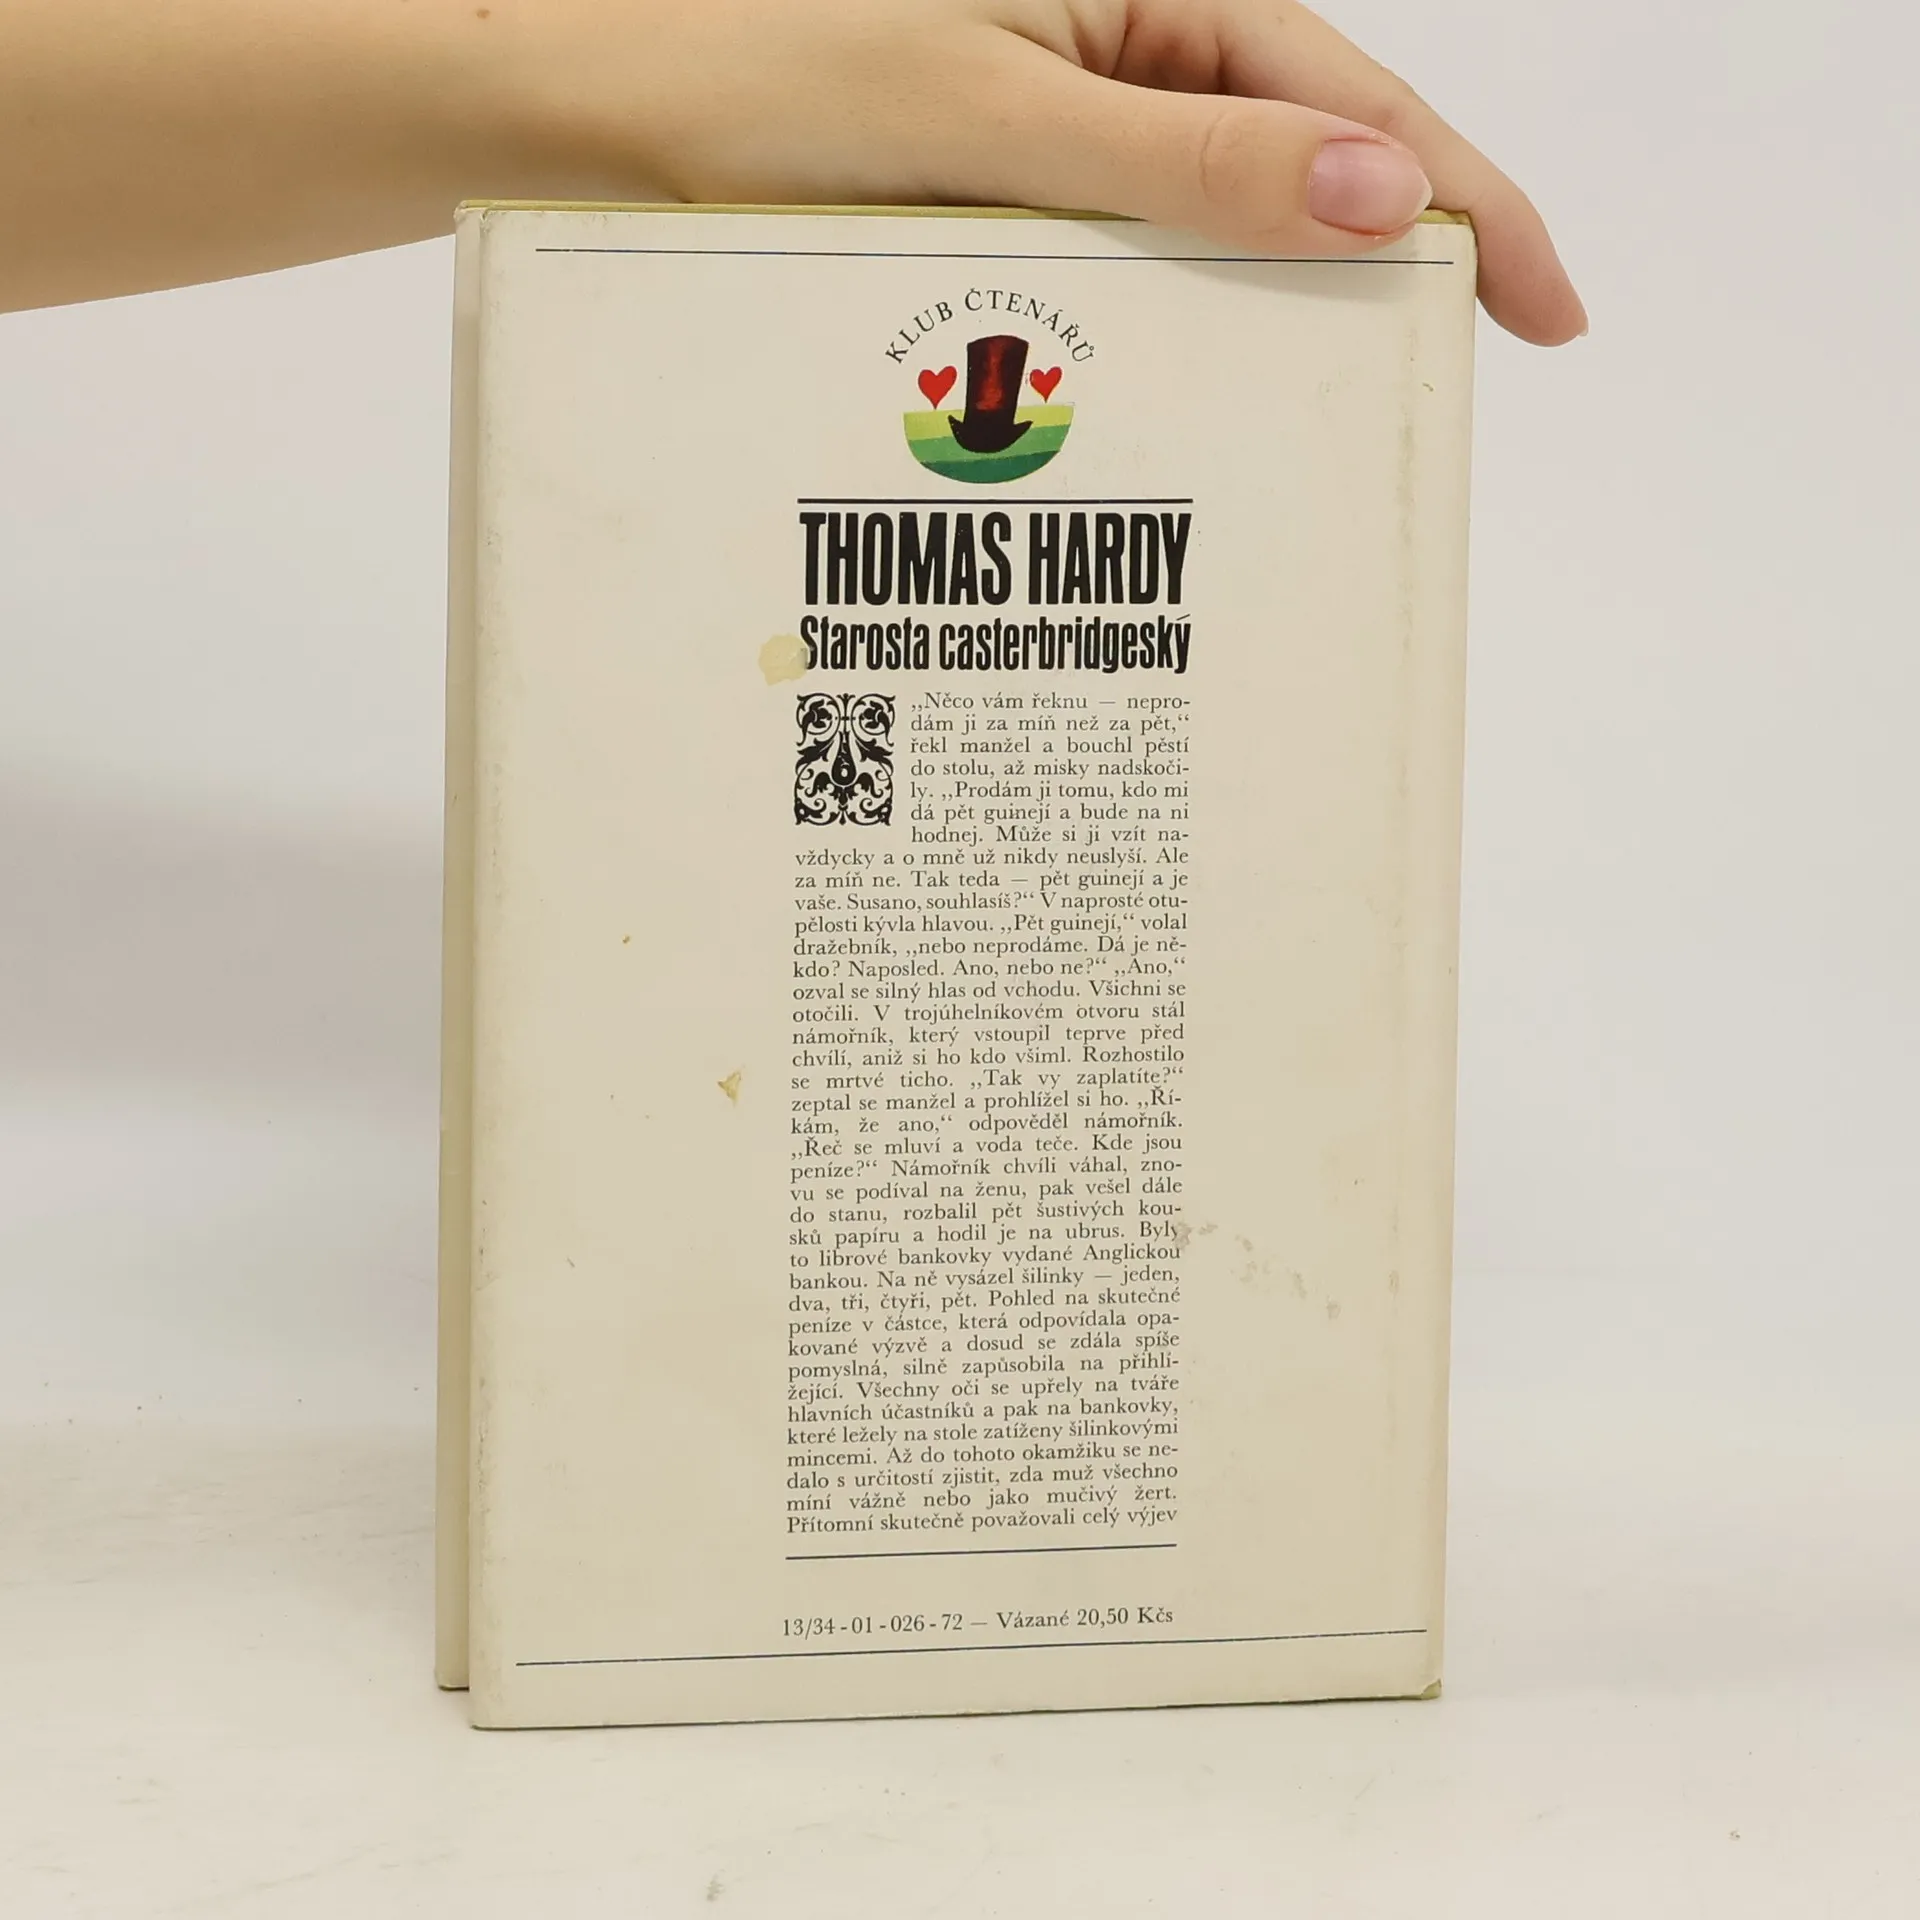 KLUB ČTENÁŘŮ
THOMAS HARDY
Starosta casterbridgeský
„Něco vám řeknu — nepro-
dám ji za míň než za pět,“
řekl manžel a bouchl pěstí
do stolu, až misky nadskoči-
ly. „Prodám ji tomu, kdo mi
dá pět guinejí a bude na ni
hodnej. Může si ji vzít na-
vždycky a o mně už nikdy neuslyší. Ale
za míň ne. Tak teda — pět guinejí a je
vaše. Susano, souhlasíš?“ V naprosté otu-
pělosti kývla hlavou. „Pět guinejí,“ volal
dražebník, „nebo neprodáme. Dá je ně-
kdo? Naposled. Ano, nebo ne?“ „Ano,“
ozval se silný hlas od vchodu. Všichni se
otočili. V trojúhelníkovém otvoru stál
námořník, který vstoupil teprve před
chvílí, aniž si ho kdo všiml. Rozhostilo
se mrtvé ticho. „Tak vy zaplatíte?“
zeptal se manžel a prohlížel si ho. „Ří-
kám, že ano,“ odpověděl námořník.
„Řeč se mluví a voda teče. Kde jsou
peníze?“ Námořník chvíli váhal, zno-
vu se podíval na ženu, pak vešel dále
do stanu, rozbalil pět šustivých kou-
sků papíru a hodil je na ubrus. Byly
to librové bankovky vydané Anglickou
bankou. Na ně vysázel šilinky — jeden,
dva, tři, čtyři, pět. Pohled na skutečné
peníze v částce, která odpovídala opa-
kované výzvě a dosud se zdála spíše
pomyslná, silně zapůsobila na přihlí-
žející. Všechny oči se upřely na tváře
hlavních účastníků a pak na bankovky,
které ležely na stole zatíženy šilinkovými
mincemi. Až do tohoto okamžiku se ne-
dalo s určitostí zjistit, zda muž všechno
míní vážně nebo jako mučivý žert.
Přítomní skutečně považovali celý výjev
13/34-01-026-72 — Vázané 20,50 Kčs